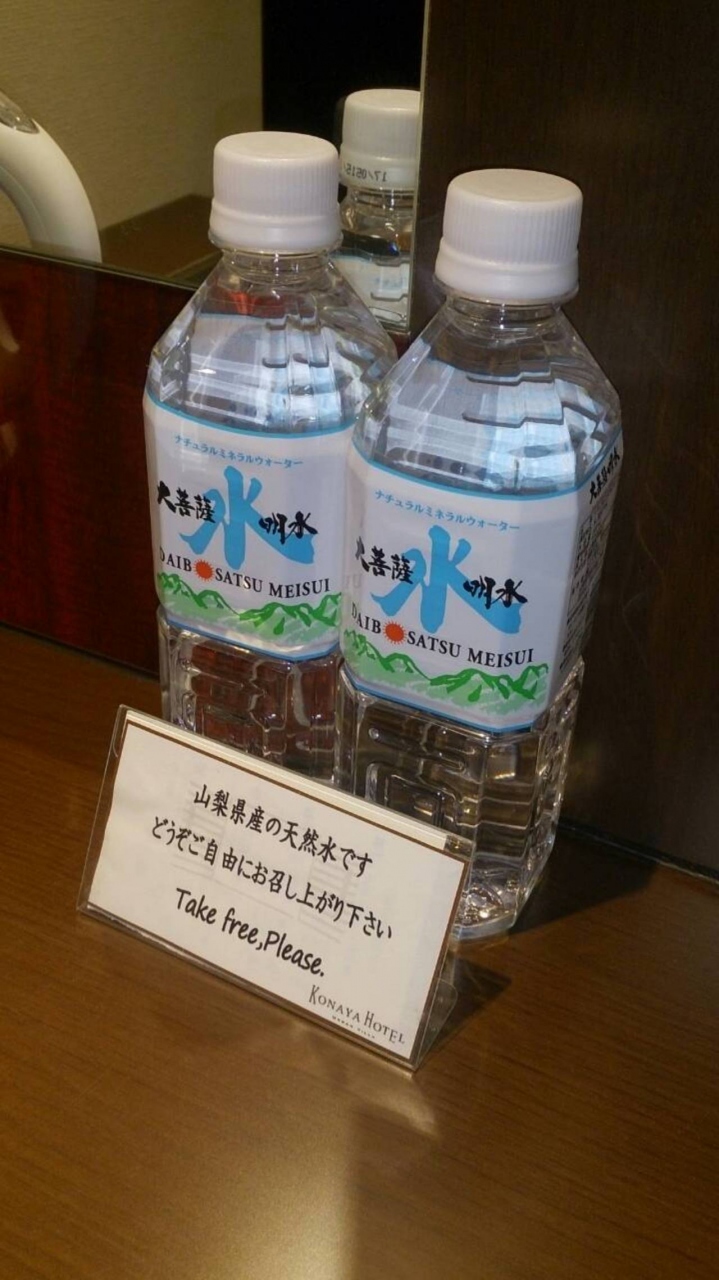 ナチュラルミネラルウォーター
大菩薩 水 明水
DAIBOSATSU MEISUI
ナチュラルミネラルウォーター
大菩薩 水 明水
DAIBOSATSU MEISUI
山梨県産の天然水です
どうぞご自由にお召し上がり下さい
Take free,Please.
KONAYA HOTEL